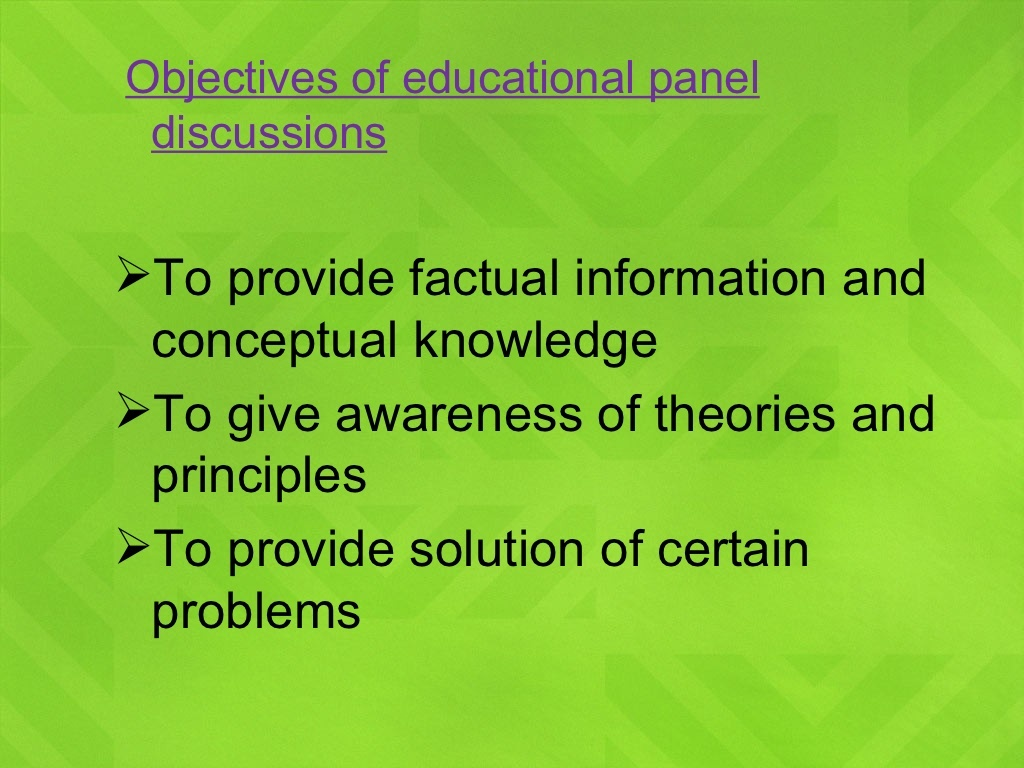 Objectives of educational panel
discussions
➢To provide factual information and
conceptual knowledge
➢To give awareness of theories and
principles
➢To provide solution of certain
problems